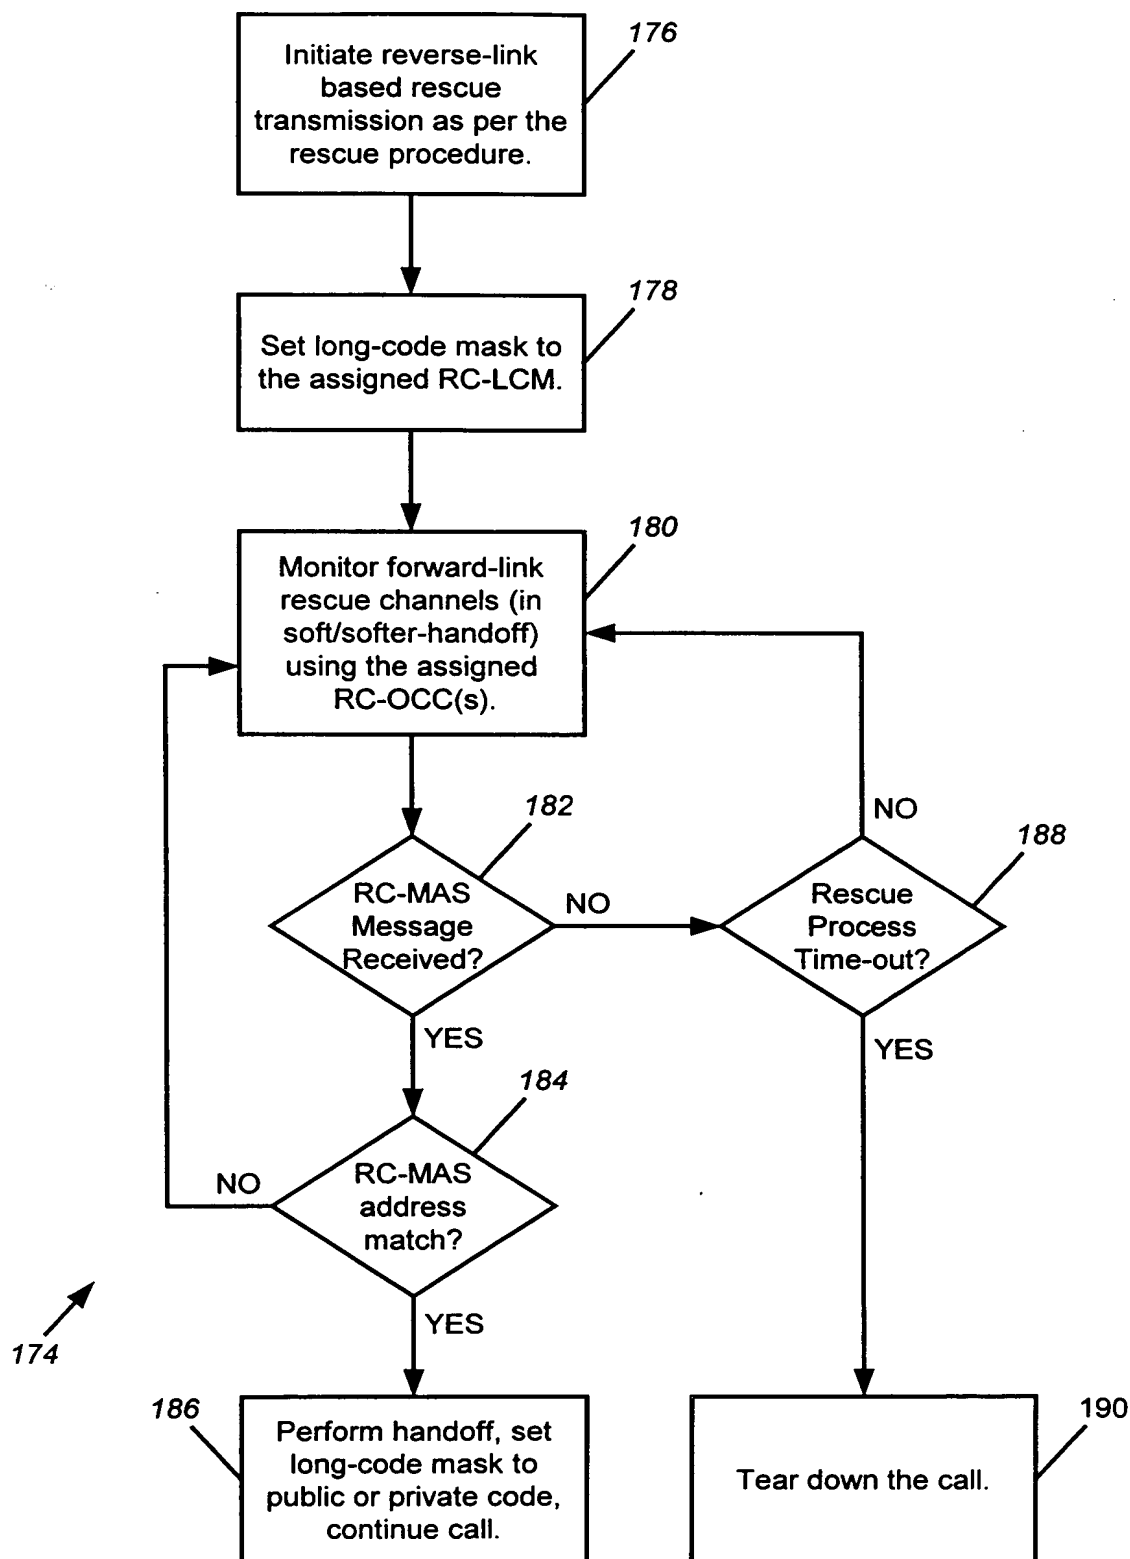 176
Initiate reverse-link
based rescue
transmission as per the
rescue procedure.
178
Set long-code mask to
the assigned RC-LCM.
180
Monitor forward-link
rescue channels (in
soft/softer-handoff)
using the assigned
RC-OCC(s).
182
RC-MAS
Message
Received?
NO
YES
188
Rescue
Process
Time-out?
NO
YES
184
RC-MAS
address
match?
NO
YES
174
186
Perform handoff, set
long-code mask to
public or private code,
continue call.
190
Tear down the call.